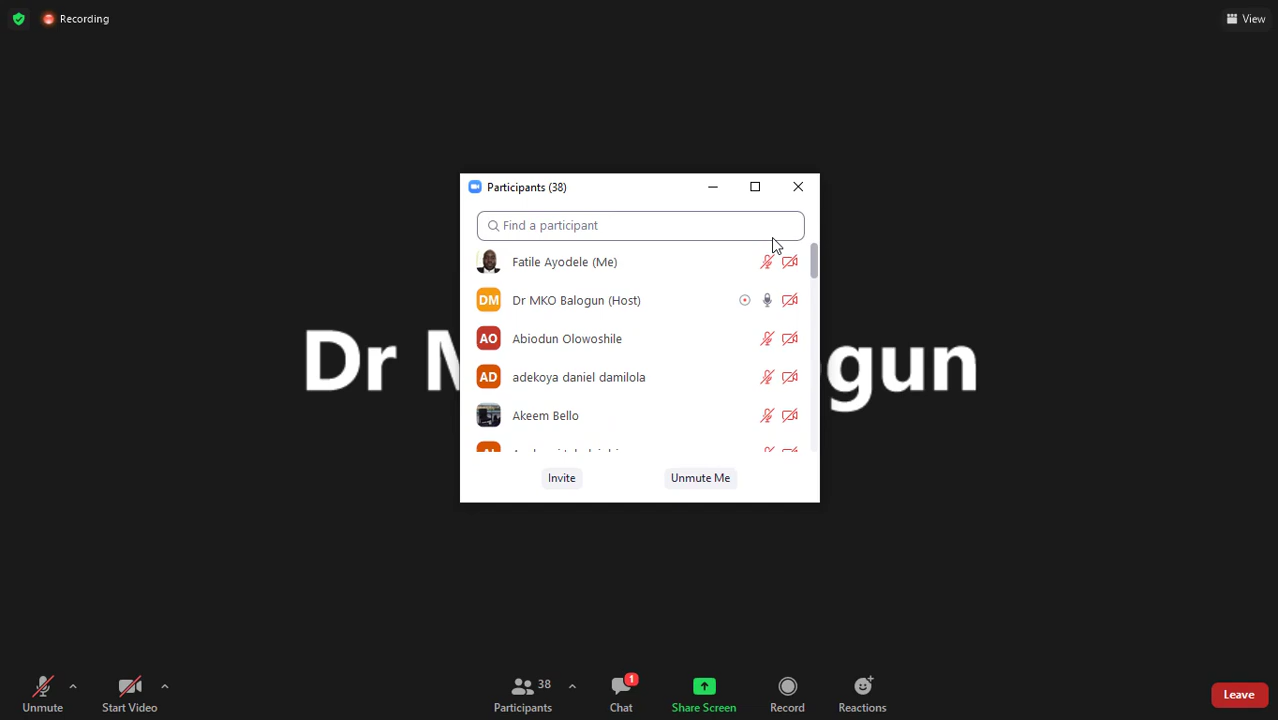 Recording
View
Dr M
ogun
Participants (38)
Find a participant
Fatile Ayodele (Me)
DM Dr MKO Balogun (Host)
AO Abiodun Olowoshile
AD adekoya daniel damilola
Akeem Bello
Invite
Unmute Me
Unmute
Start Video
38
Participants
1
Chat
Share Screen
Record
Reactions
Leave